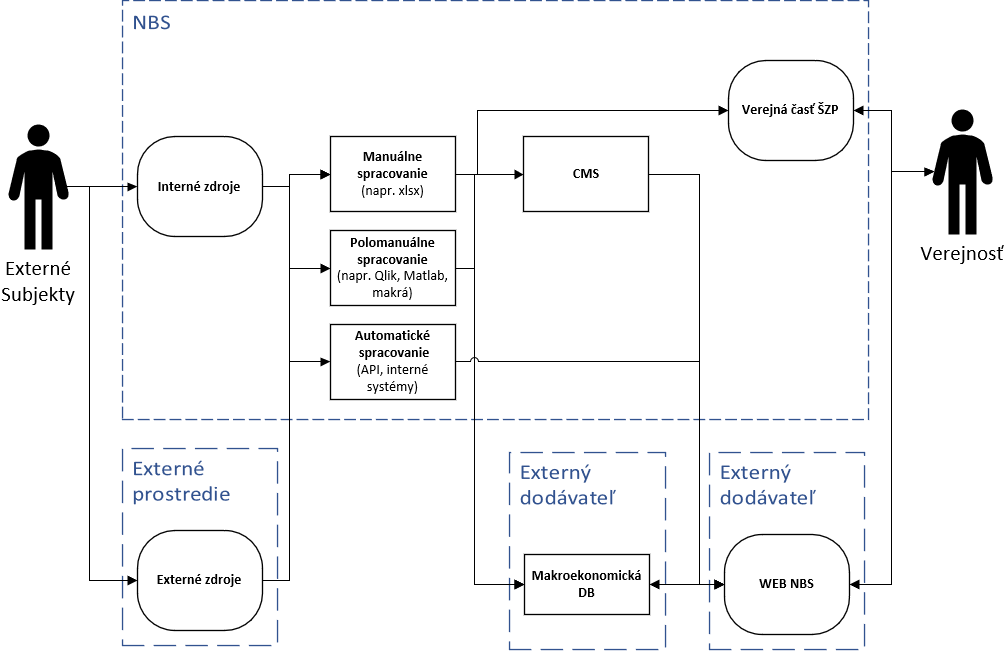 NBS
Verejná časť ŠZP
Manuálne
spracovanie
(napr. xlsx)
CMS
Interné zdroje
Externé
Subjekty
Verejnosť
Polomanuálne
spracovanie
(napr. Qlik, Matlab,
makrá)
Automatické
spracovanie
(API, interné
systémy)
Externé
prostredie
Externý
dodávateľ
Externý
dodávateľ
Externé zdroje
Makroekonomická
DB
WEB NBS